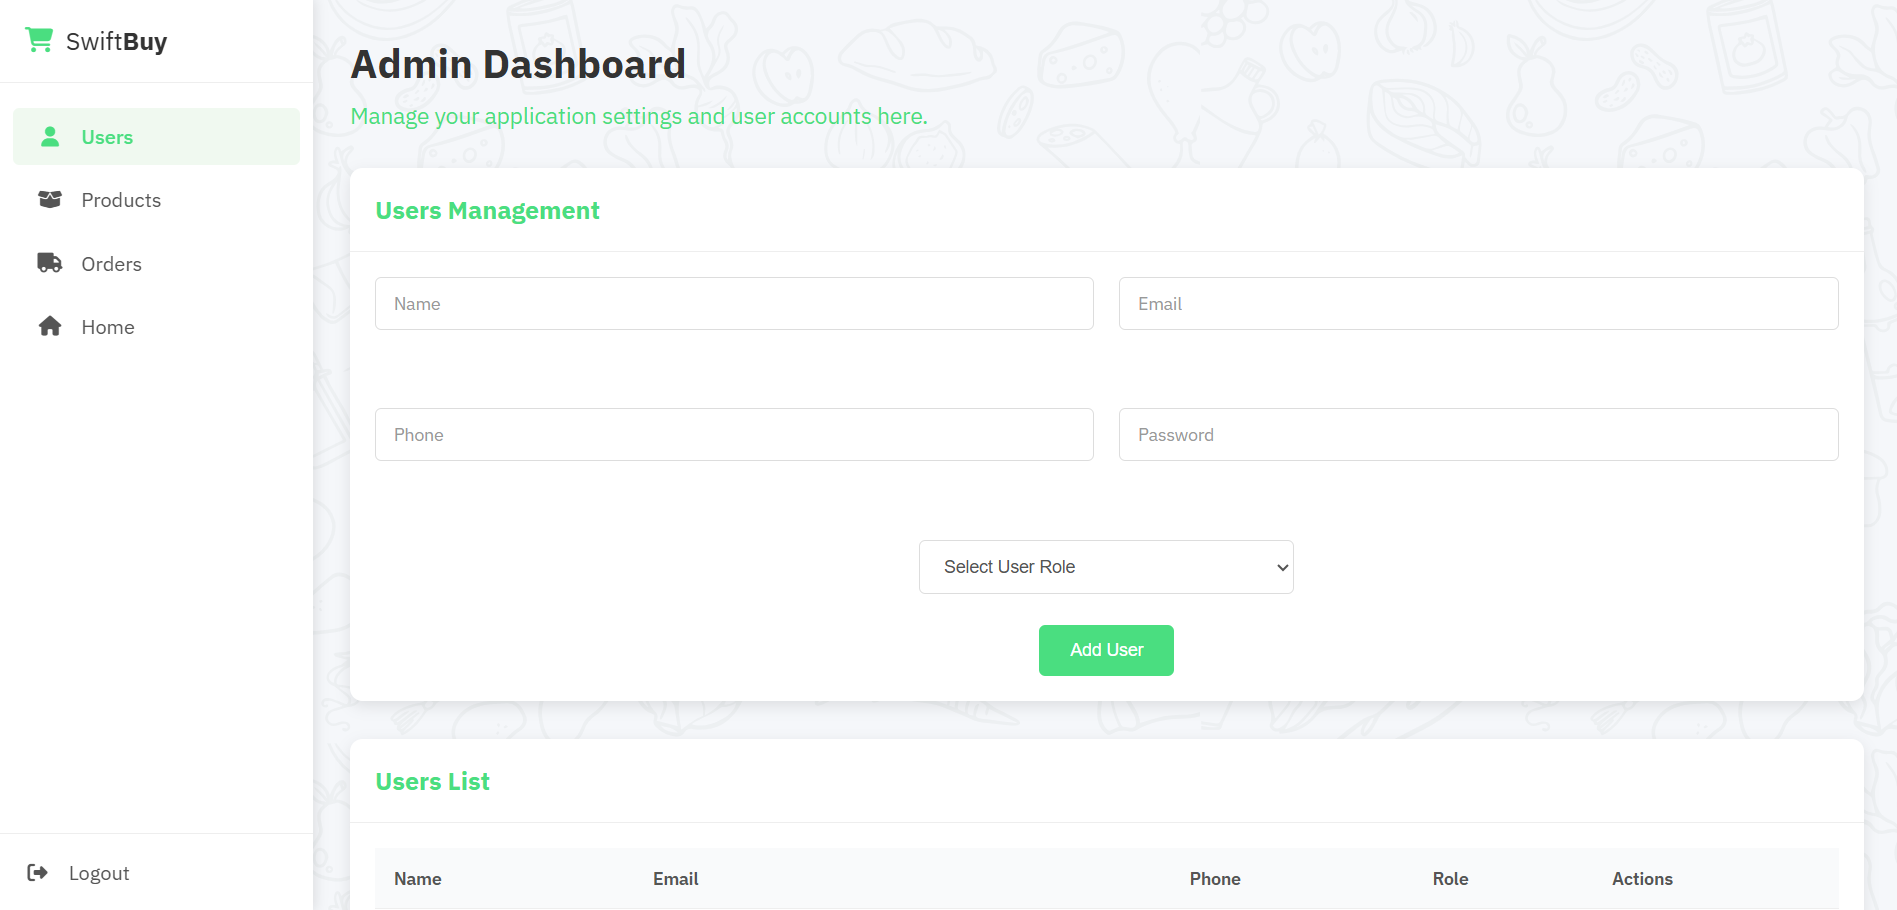 SwiftBuy
Users
Products
Orders
Home
Logout
Admin Dashboard
Manage your application settings and user accounts here.
Users Management
Name
Email
Phone
Password
Select User Role
Add User
Users List
Name Email Phone Role Actions